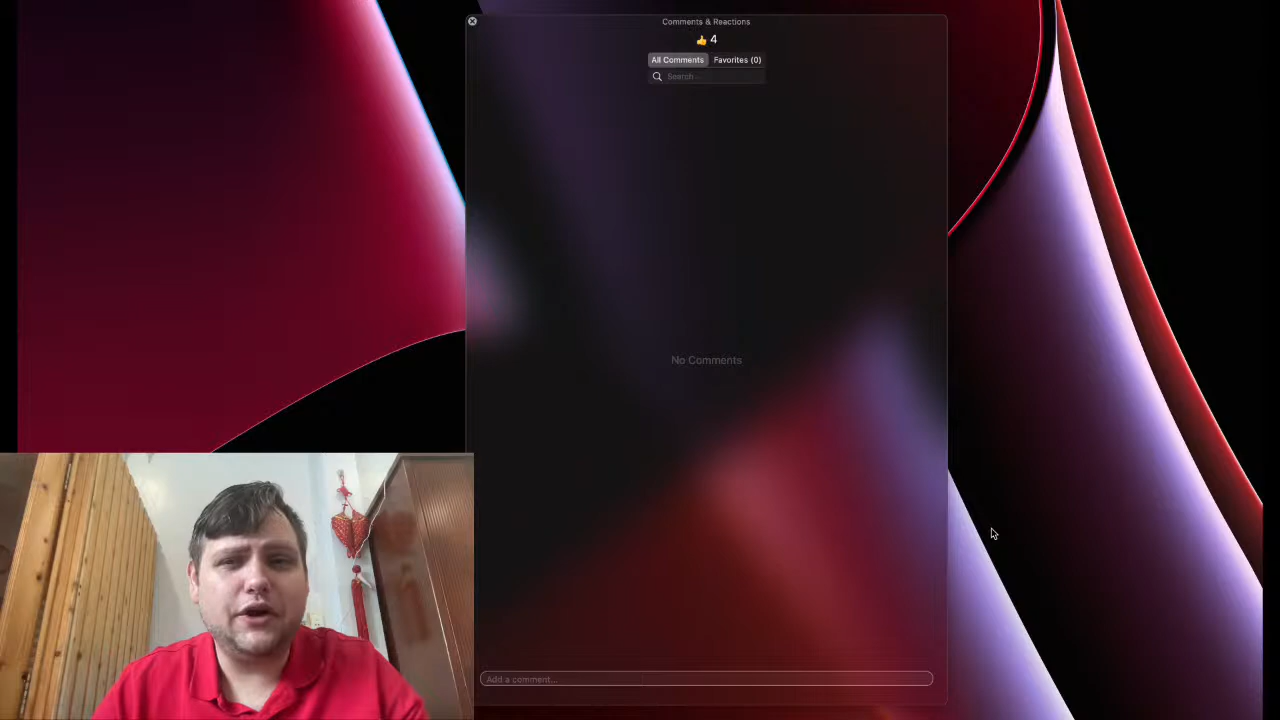 Comments & Reactions
👍 4
All Comments Favorites (0)
Search...
No Comments
Add a comment...